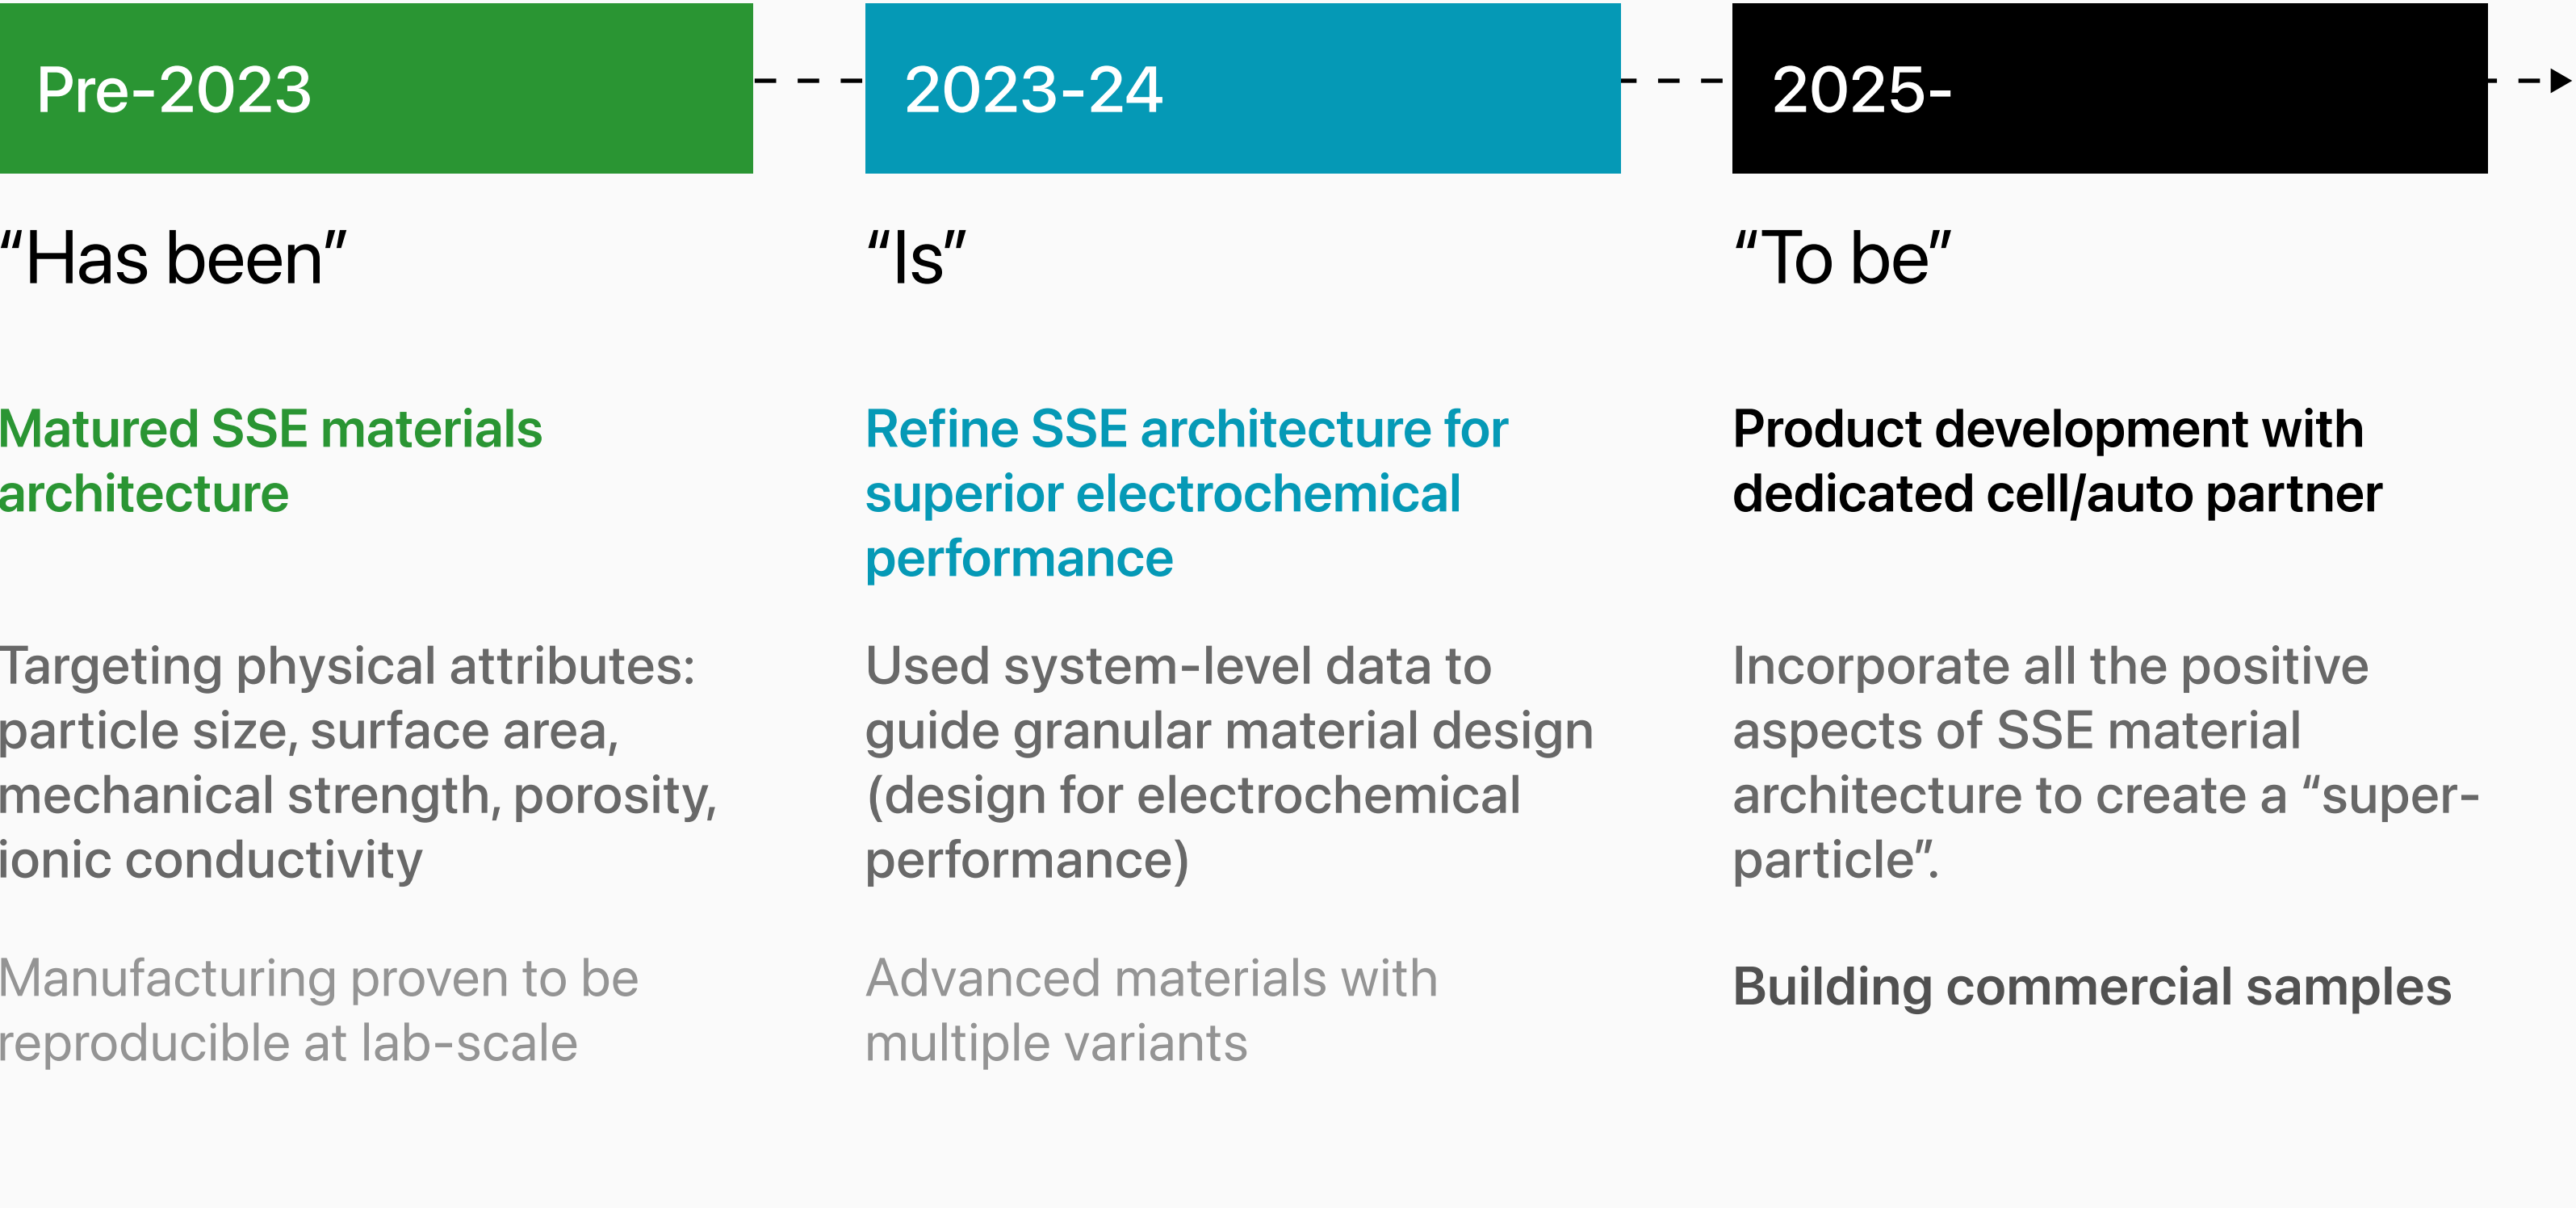 Pre-2023
2023-24
2025-
“Has been”
“Is”
“To be”
Matured SSE materials
architecture
Refine SSE architecture for
superior electrochemical
performance
Product development with
dedicated cell/auto partner
Targeting physical attributes:
particle size, surface area,
mechanical strength, porosity,
ionic conductivity
Used system-level data to
guide granular material design
(design for electrochemical
performance)
Incorporate all the positive
aspects of SSE material
architecture to create a “super-
particle”.
Manufacturing proven to be
reproducible at lab-scale
Advanced materials with
multiple variants
Building commercial samples